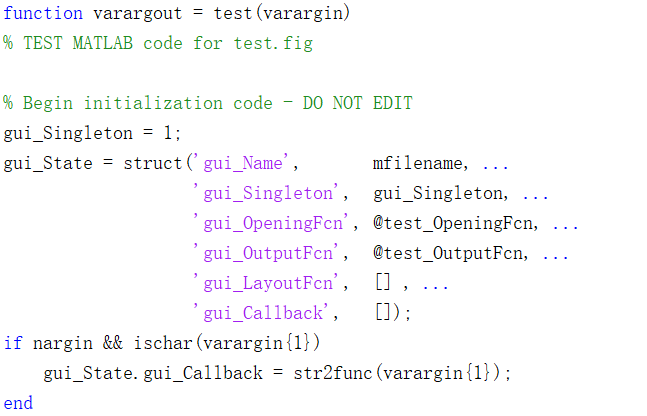 function varargout = test(varargin)
% TEST MATLAB code for test.fig

% Begin initialization code - DO NOT EDIT
gui_Singleton = 1;
gui_State = struct('gui_Name',       mfilename, ...
                   'gui_Singleton',  gui_Singleton, ...
                   'gui_OpeningFcn', @test_OpeningFcn, ...
                   'gui_OutputFcn',  @test_OutputFcn, ...
                   'gui_LayoutFcn',  [] , ...
                   'gui_Callback',   []);
if nargin && ischar(varargin{1})
    gui_State.gui_Callback = str2func(varargin{1});
end